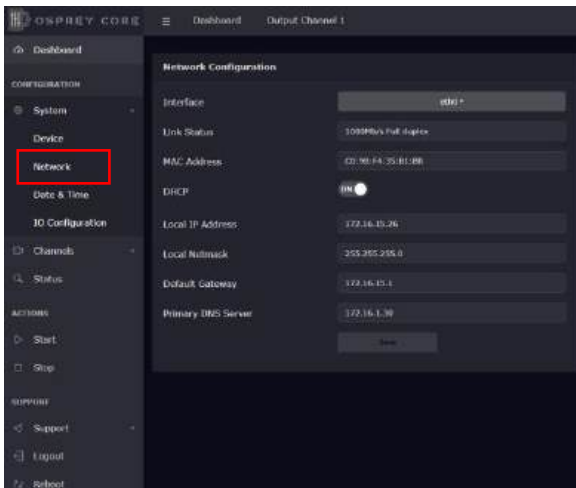 OSPREY CORE
Dashboard Output Channel 1
Dashboard
Network Configuration
CONFIGURATION
Interface eth0
System
Link Status 1000Mb/s Full duplex
Device
Network
MAC Address
DHCP ON
Date & Time
IO Configuration
Local IP Address 172.16.15.26
Channels
Local Netmask 255.255.255.0
Status
Default Gateway 172.16.15.1
ACTIONS
Primary DNS Server 172.16.1.30
Start
Save
Stop
SUPPORT
Support
Logout
Reboot